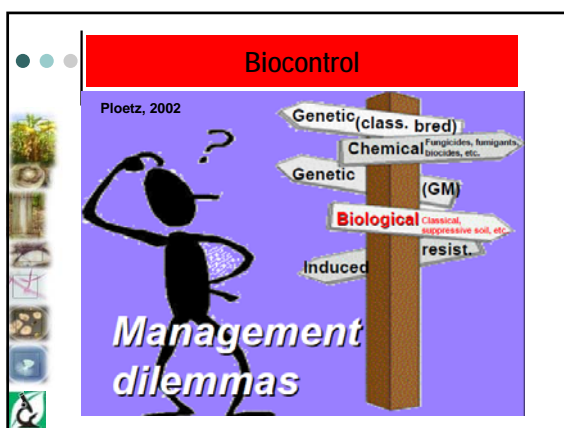 Biocontrol
Ploetz, 2002
?
Genetic (class. bred)
Chemical Fungicides, fumigants,
biocides, etc.
Genetic (GM)
Biological Classical,
suppressive soil, etc.
Induced resist.
Management
dilemmas